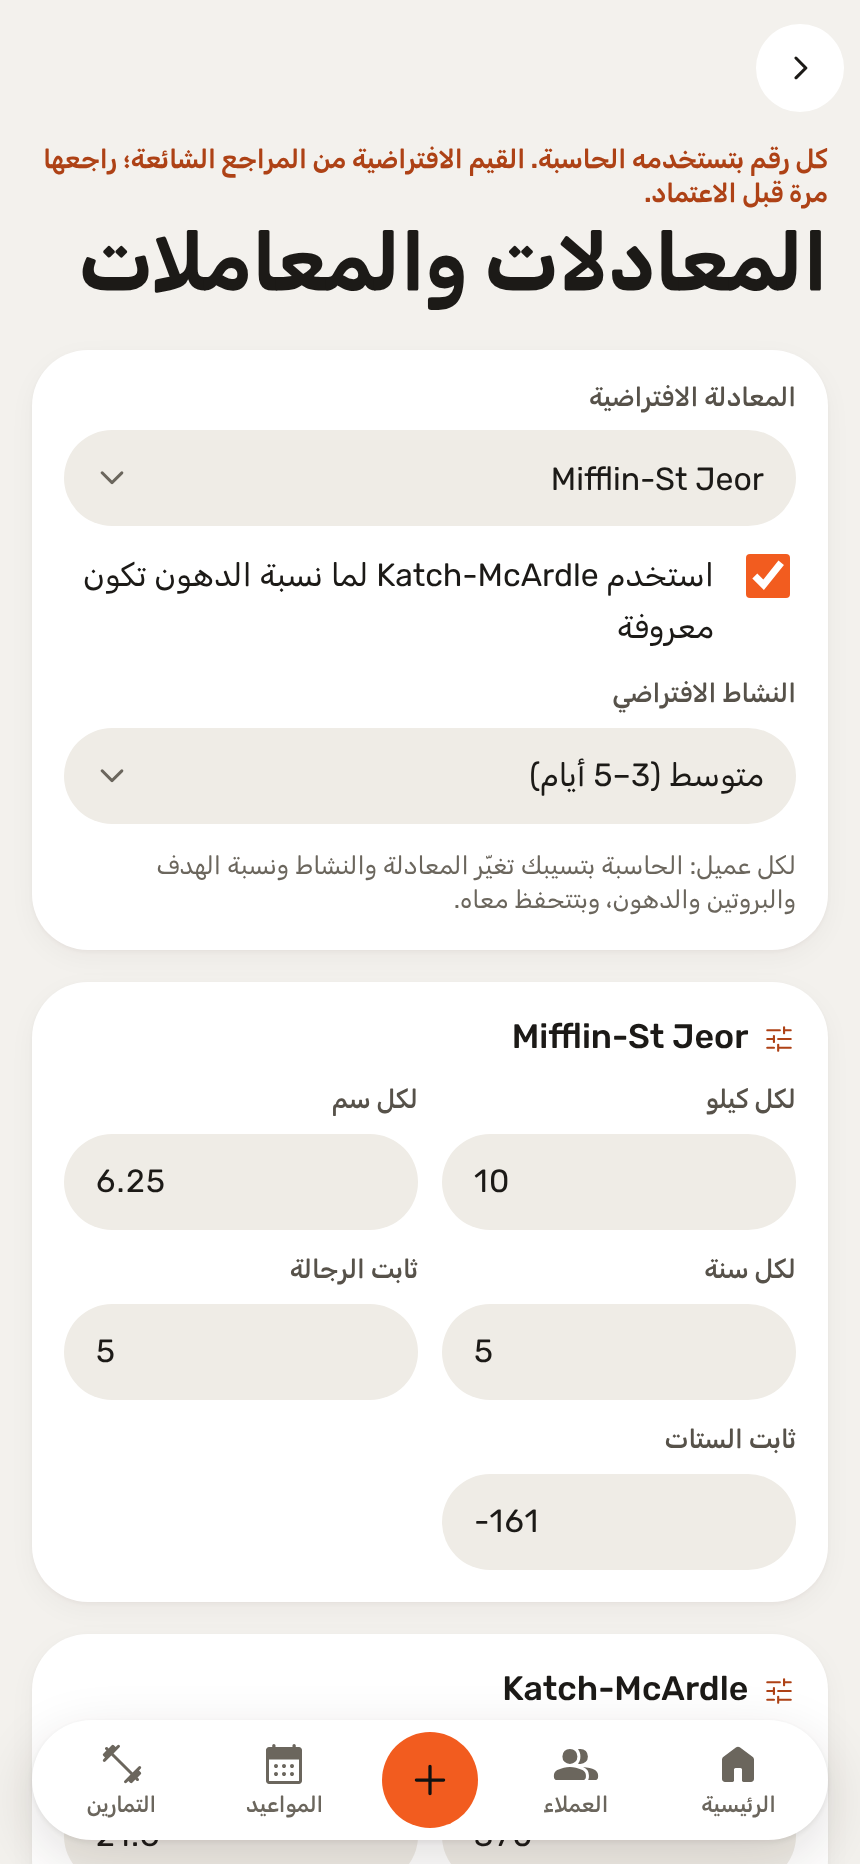 كل رقم بتستخدمه الحاسبة. القيم الافتراضية من المراجع الشائعة؛ راجعها
مرة قبل الاعتماد.
المعادلات والمعاملات
المعادلة الافتراضية
Mifflin-St Jeor
استخدم Katch-McArdle لما نسبة الدهون تكون
معروفة
النشاط الافتراضي
متوسط (3–5 أيام)
لكل عميل: الحاسبة بتسيبك تغيّر المعادلة والنشاط ونسبة الهدف
والبروتين والدهون، وبتتحفظ معاه.
Mifflin-St Jeor
لكل كيلو
لكل سم
10
6.25
لكل سنة
ثابت الرجالة
5
5
ثابت الستات
-161
Katch-McArdle
الرئيسية
العملاء
المواعيد
التمارين